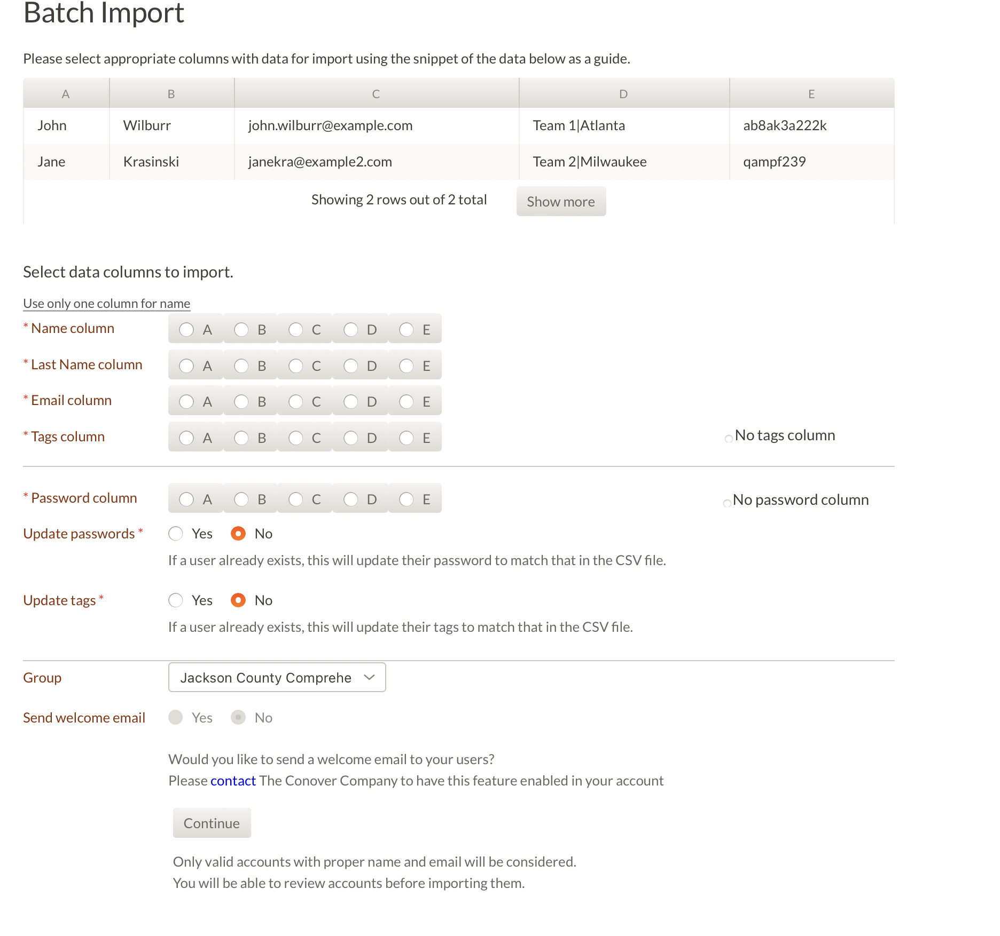 Batch Import
Please select appropriate columns with data for import using the snippet of the data below as a guide.
A B C D E
John Wilburr john.wilburr@example.com Team 1|Atlanta ab8ak3a222k
Jane Krasinski janekra@example2.com Team 2|Milwaukee qampf239
Showing 2 rows out of 2 total Show more
Select data columns to import.
Use only one column for name
* Name column A B C D E
* Last Name column A B C D E
* Email column A B C D E
* Tags column A B C D E No tags column
* Password column A B C D E No password column
Update passwords * Yes No
If a user already exists, this will update their password to match that in the CSV file.
Update tags * Yes No
If a user already exists, this will update their tags to match that in the CSV file.
Group Jackson County Comprehe
Send welcome email Yes No
Would you like to send a welcome email to your users?
Please contact The Conover Company to have this feature enabled in your account
Continue
Only valid accounts with proper name and email will be considered.
You will be able to review accounts before importing them.